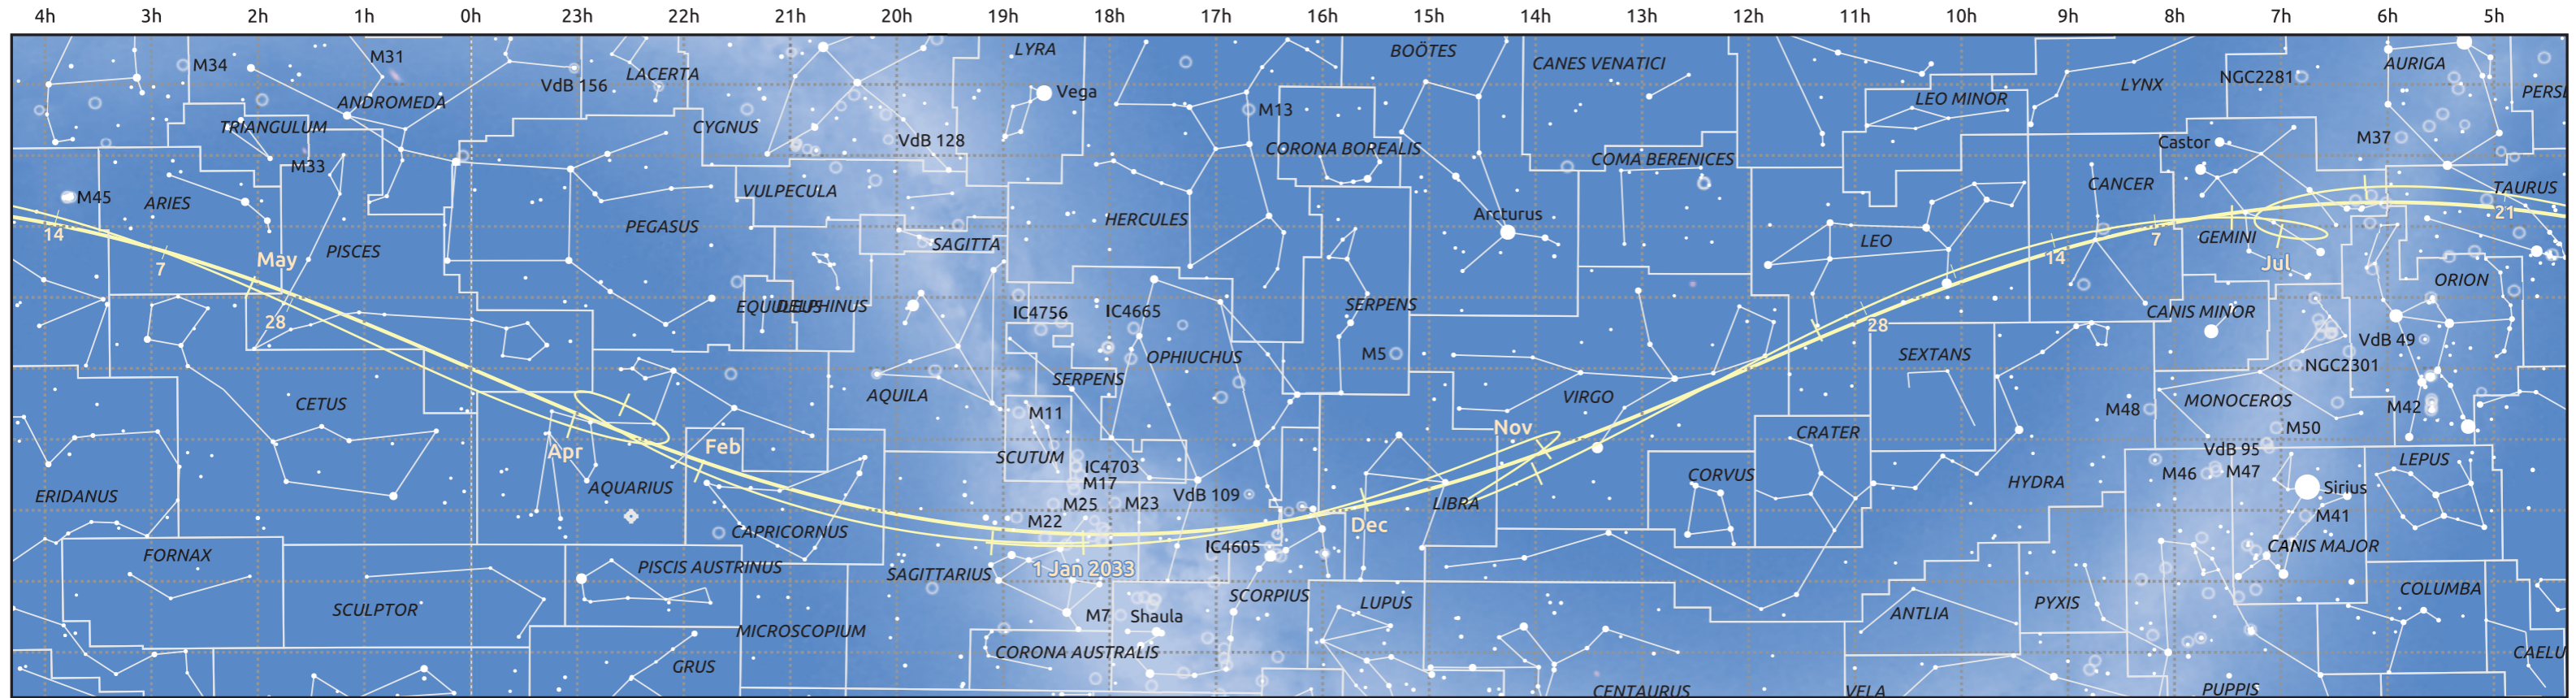 4h 3h 2h 1h 0h 23h 22h 21h 20h 19h 18h 17h 16h 15h 14h 13h 12h 11h 10h 9h 8h 7h 6h 5h
LYRA
BOÖTES
M31
M34
CANES VENATICI
AURIGA
LACERTA
NGC2281
VdB 156
LYNX
Vega
PERSE
ANDROMEDA
LEO MINOR
M13
TRIANGULUM
CYGNUS
M37
VdB 128
Castor
CORONA BOREALIS
COMA BERENICES
M33
CANCER
TAURUS
VULPECULA
M45
ARIES
21
Arcturus
HERCULES
PEGASUS
14
GEMINI
7
LEO
SAGITTA
PISCES
14
May
Jul
7
ORION
EQUULEUS
DELPHINUS
SERPENS
IC4756
IC4665
CANIS MINOR
28
28
VdB 49
M5
SEXTANS
OPHIUCHUS
NGC2301
SERPENS
AQUILA
VIRGO
CETUS
MONOCEROS
M42
M48
M11
Nov
M50
CRATER
Feb
Apr
VdB 95
SCUTUM
LEPUS
IC4703
M46
M47
CORVUS
M17
HYDRA
AQUARIUS
Sirius
ERIDANUS
VdB 109
M25
M23
LIBRA
M41
M22
Dec
CAPRICORNUS
IC4605
CANIS MAJOR
FORNAX
PISCIS AUSTRINUS
1 Jan 2033
SAGITTARIUS
COLUMBA
SCORPIUS
LUPUS
PYXIS
SCULPTOR
ANTLIA
M7
Shaula
MICROSCOPIUM
CORONA AUSTRALIS
CAELU
GRUS
CENTAURUS
VELA
PUPPIS